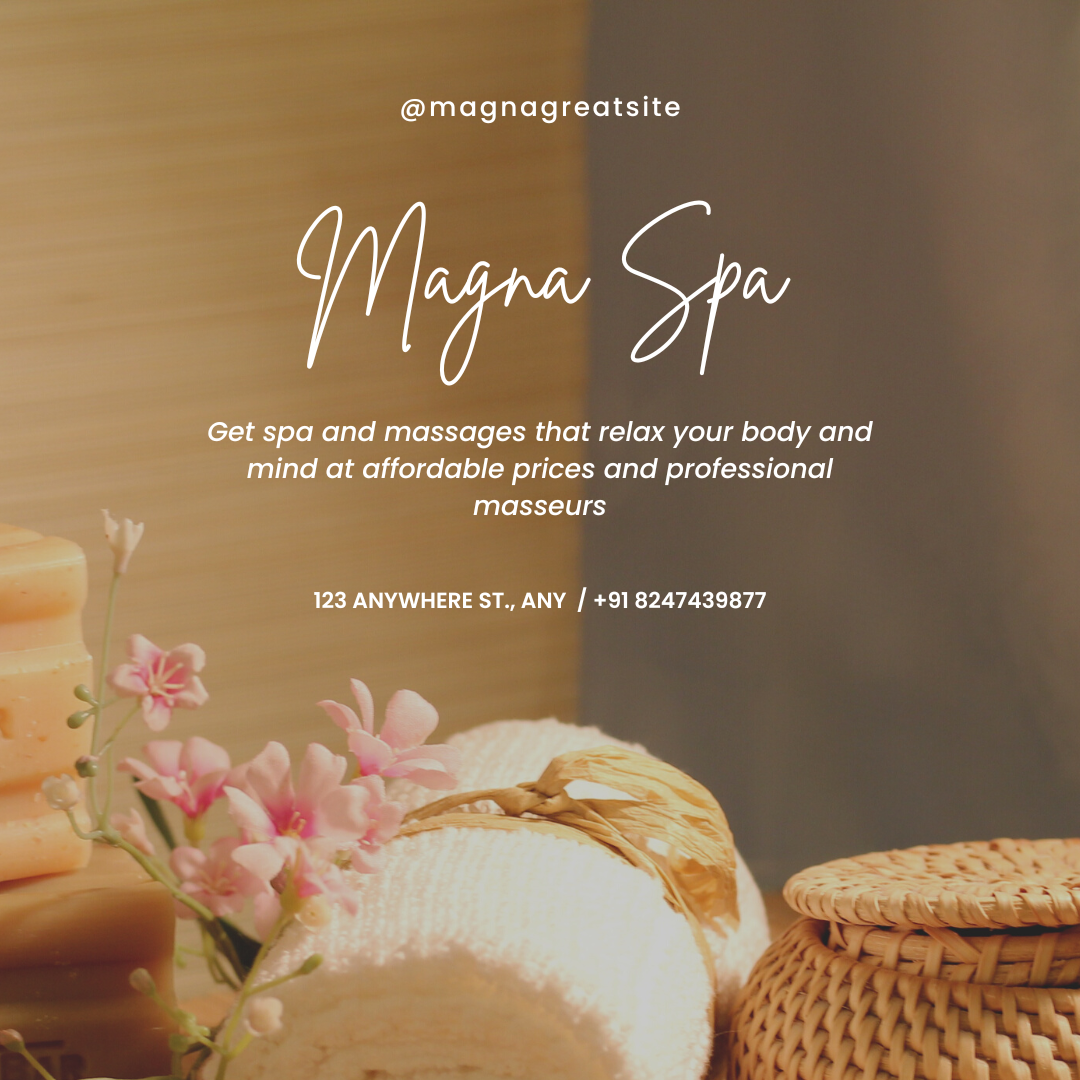 @magnagreatsite
Magna Spa
Get spa and massages that relax your body and
mind at affordable prices and professional
masseurs
123 ANYWHERE ST., ANY / +91 8247439877